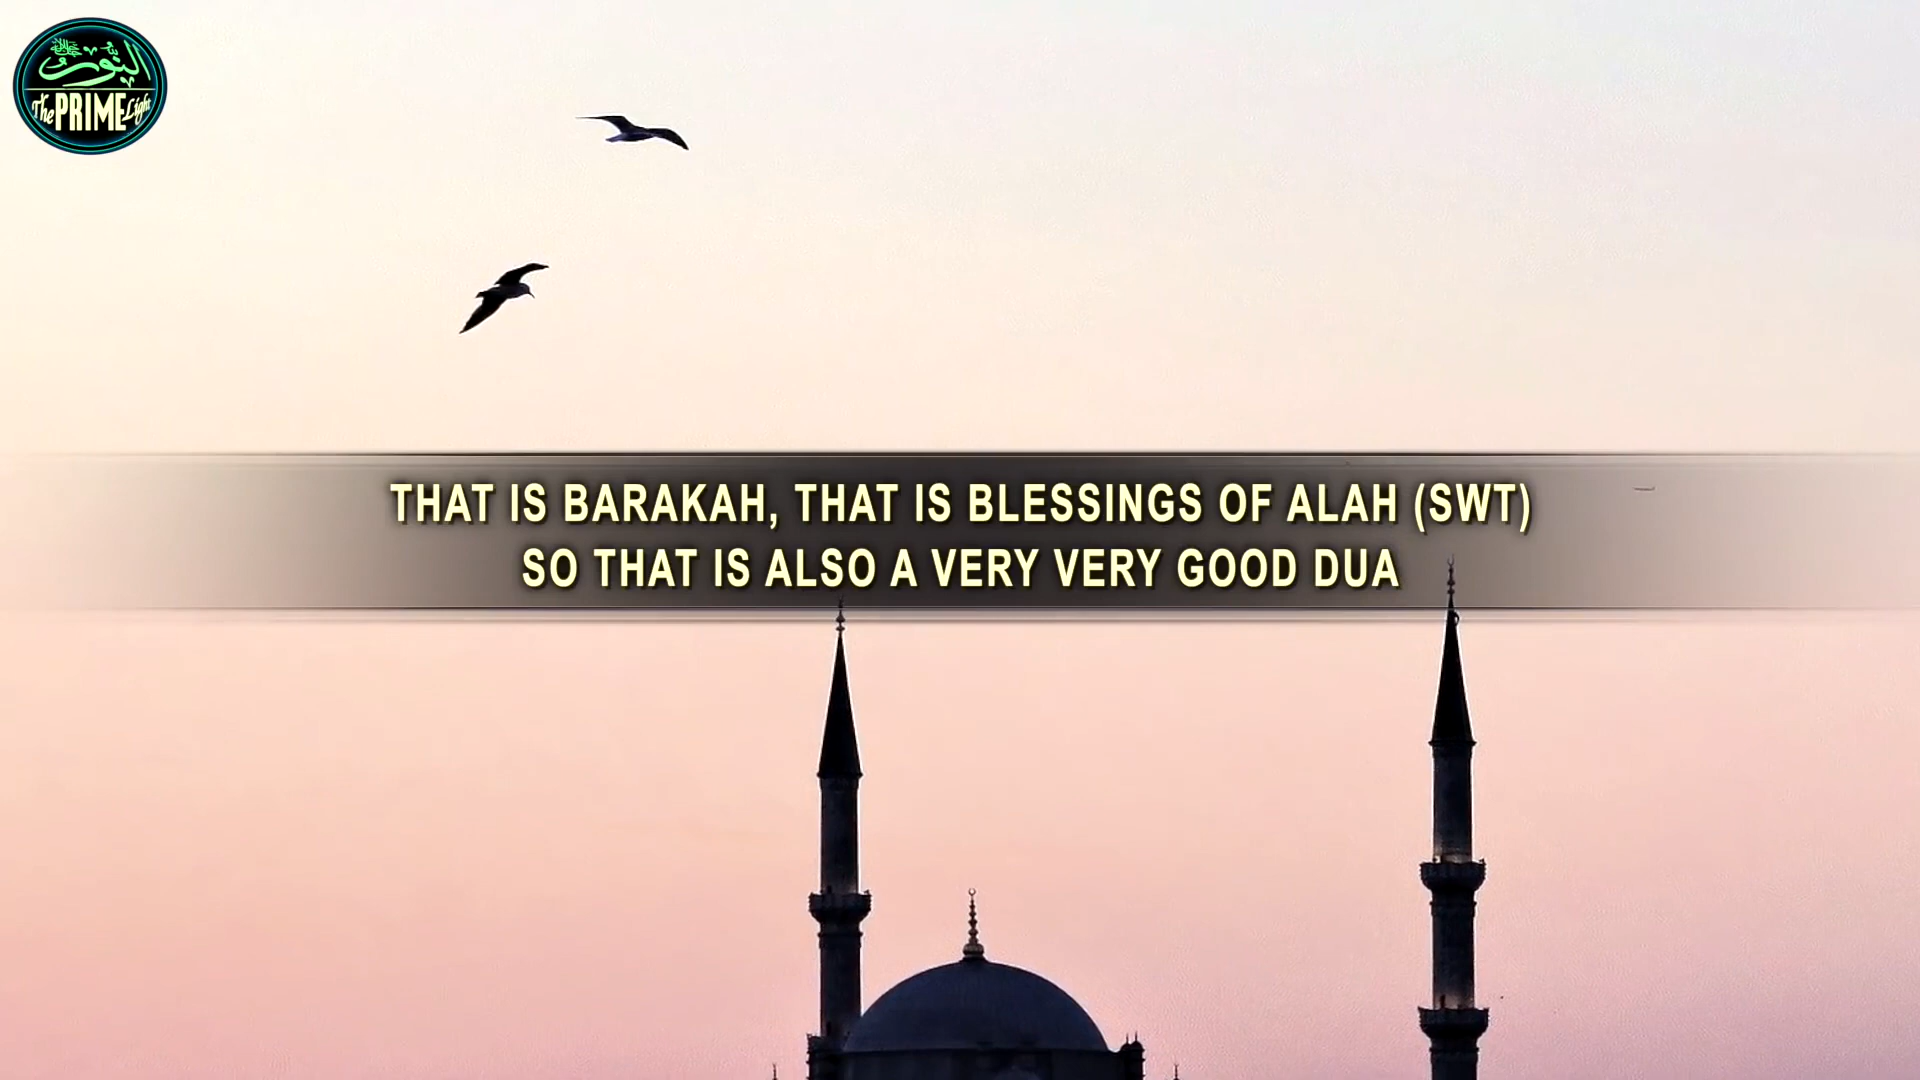 النور
The PRIME Light
THAT IS BARAKAH, THAT IS BLESSINGS OF ALAH (SWT)
SO THAT IS ALSO A VERY VERY GOOD DUA